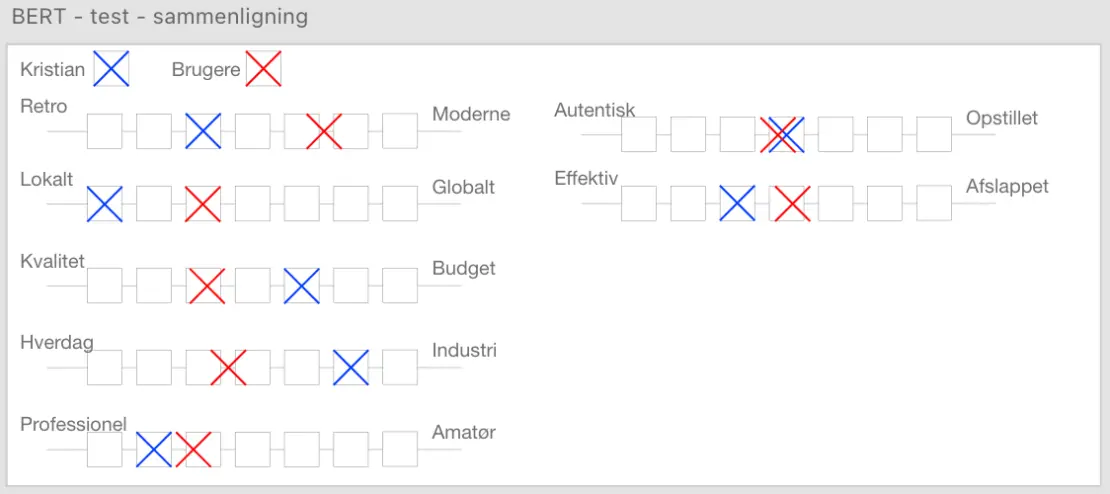 BERT - test - sammenligning
Kristian
Brugere
Retro
Moderne
Lokalt
Globalt
Kvalitet
Budget
Hverdag
Industri
Professionel
Amatør
Autentisk
Opstillet
Effektiv
Afslappet